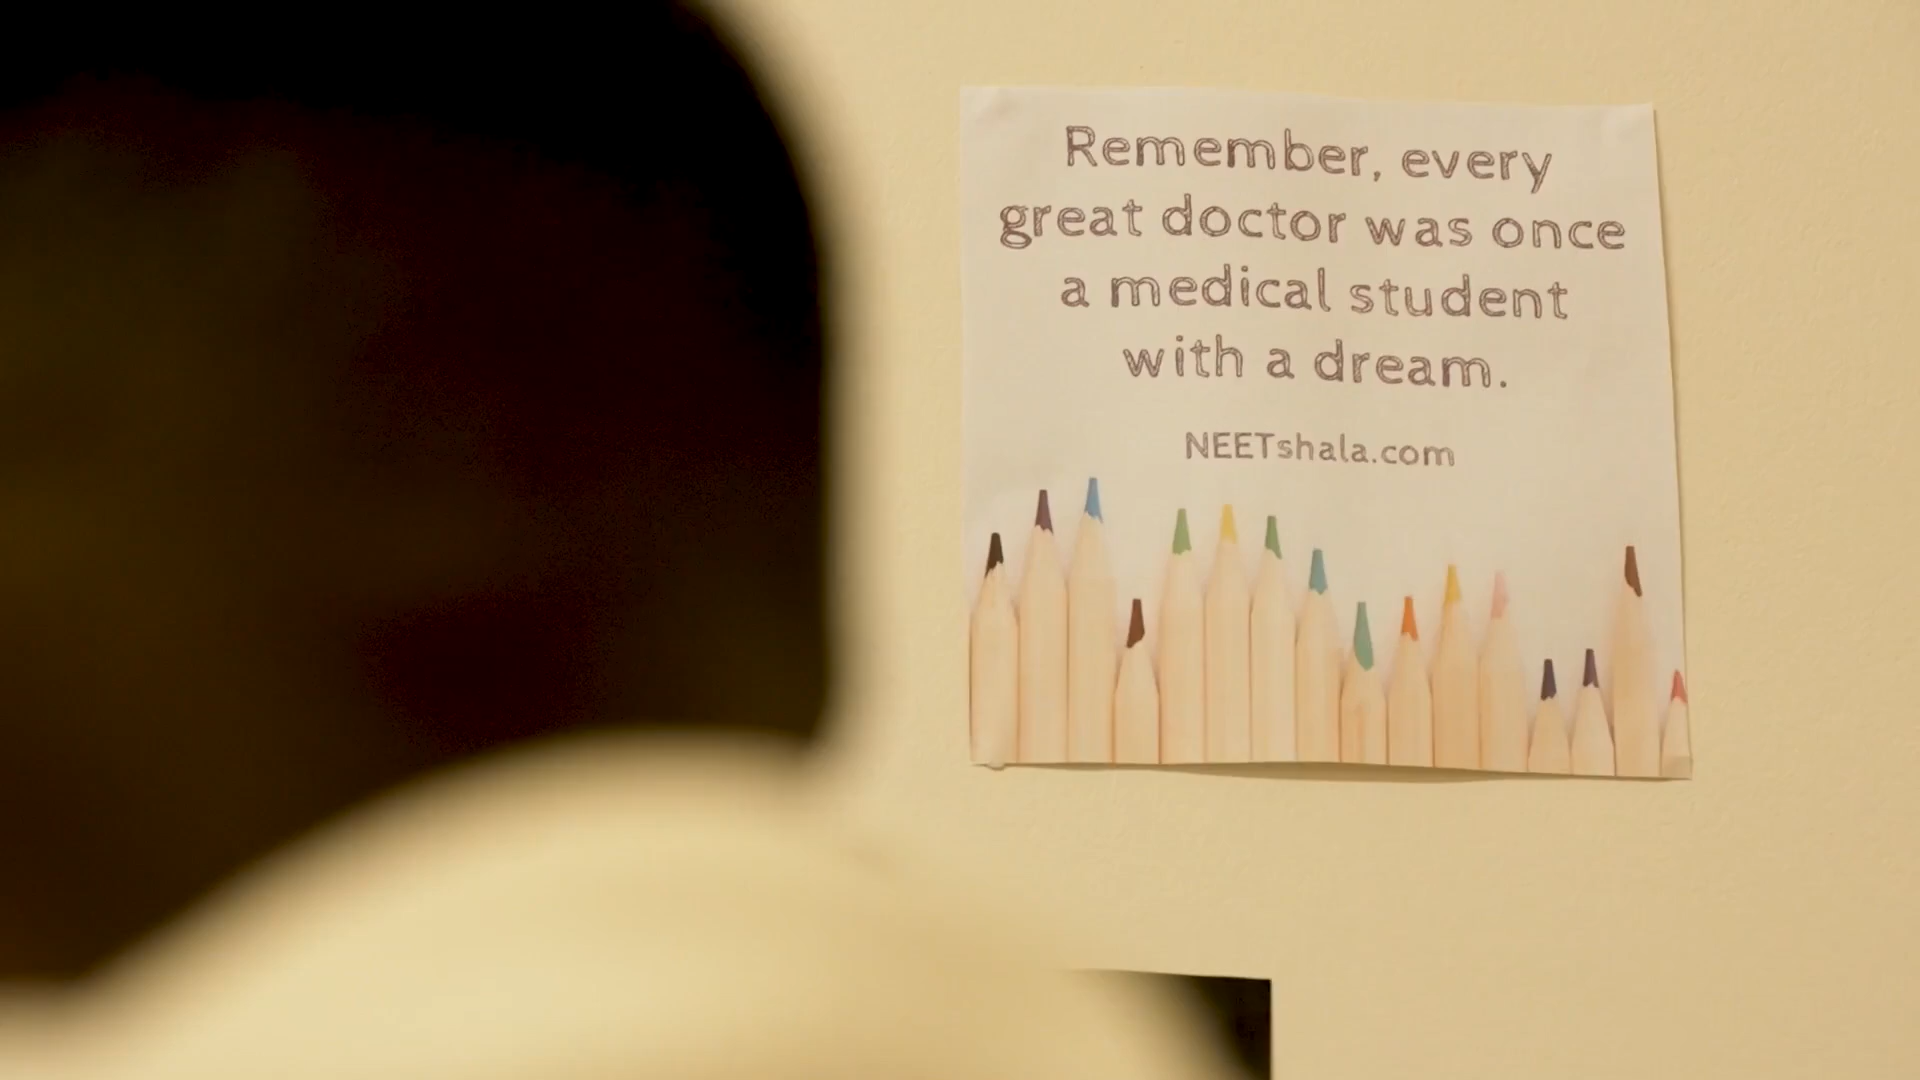 Remember, every
great doctor was once
a medical student
with a dream.
NEETshala.com